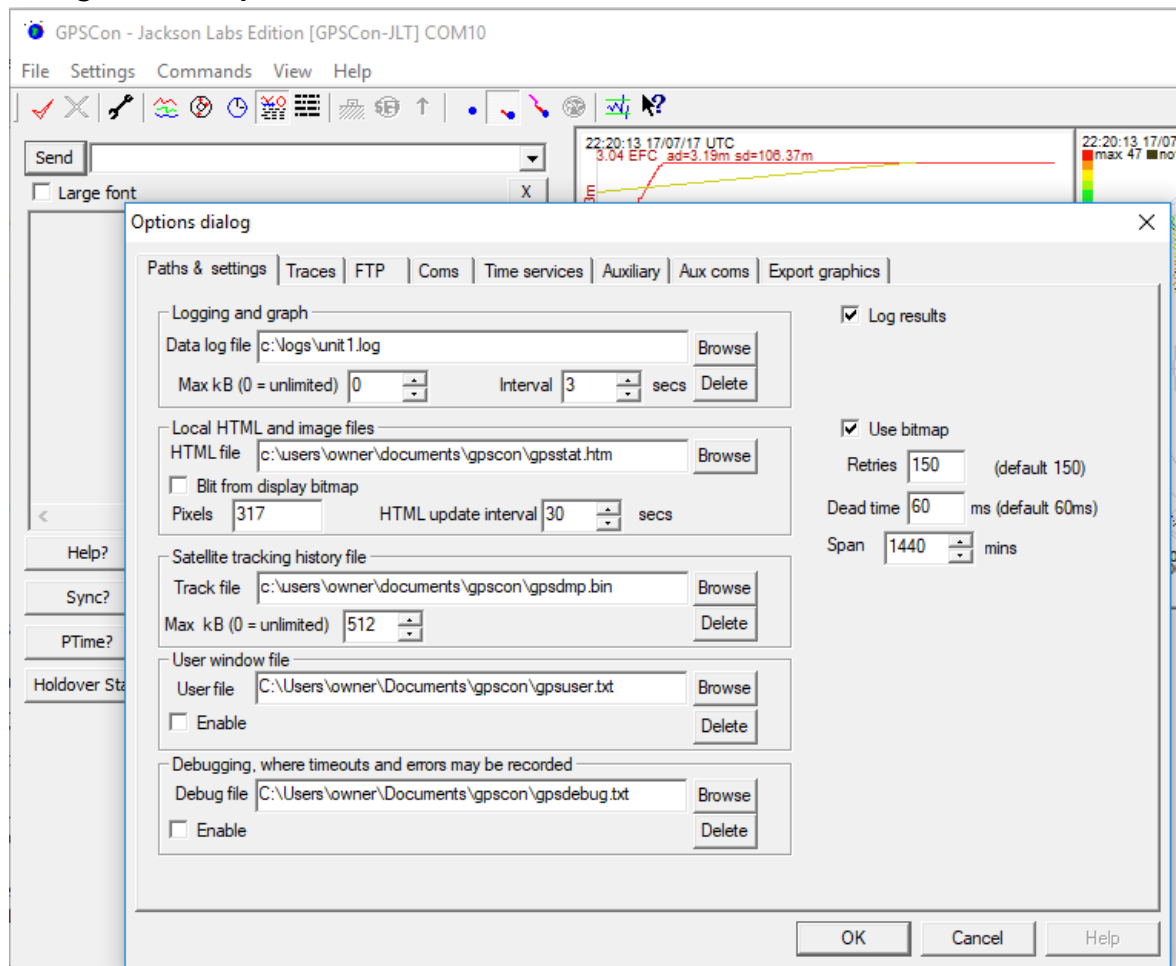 GPSCon - Jackson Labs Edition [GPSCon-JLT] COM10
File Settings Commands View Help
Send
Large font X
22:20:13 17/07/17 UTC
3.04 EFC ad=3.19m sd=106.37m
22:20:13 17/07
max 47 no
Options dialog
Paths & settings Traces FTP Coms Time services Auxiliary Aux coms Export graphics
Logging and graph
Log results
Data log file c:\logs\unit1.log Browse
Max kB (0 = unlimited) 0 Interval 3 secs Delete
Local HTML and image files
Use bitmap
HTML file c:\users\owner\documents\gpscon\gpsstat.htm Browse
Retries 150 (default 150)
Blit from display bitmap
Pixels 317 HTML update interval 30 secs
Dead time 60 ms (default 60ms)
Span 1440 mins
Satellite tracking history file
Track file c:\users\owner\documents\gpscon\gpsdmp.bin Browse
Max kB (0 = unlimited) 512 Delete
User window file
User file C:\Users\owner\Documents\gpscon\gpsuser.txt Browse
Enable Delete
Debugging, where timeouts and errors may be recorded
Debug file C:\Users\owner\Documents\gpscon\gpsdebug.txt Browse
Enable Delete
Help?
Sync?
PTime?
Holdover Sta
OK Cancel Help